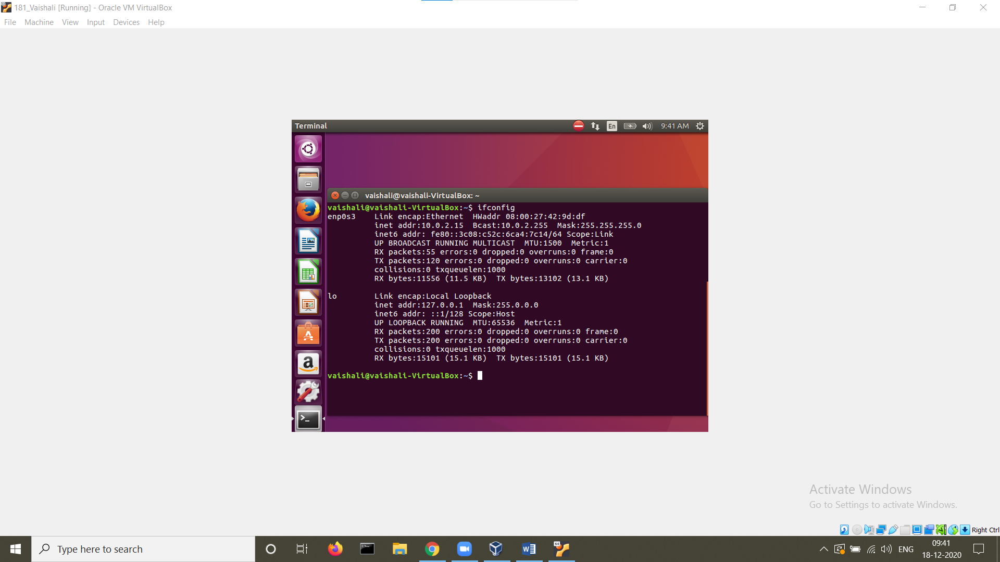 181_Vaishali [Running] - Oracle VM VirtualBox
File Machine View Input Devices Help
Terminal En 9:41 AM
vaishali@vaishali-VirtualBox: ~
vaishali@vaishali-VirtualBox:~$ ifconfig
enp0s3 Link encap:Ethernet HWaddr 08:00:27:42:9d:df
inet addr:10.0.2.15 Bcast:10.0.2.255 Mask:255.255.255.0
inet6 addr: fe80::3c08:c52c:6ca4:7c14/64 Scope:Link
UP BROADCAST RUNNING MULTICAST MTU:1500 Metric:1
RX packets:55 errors:0 dropped:0 overruns:0 frame:0
TX packets:120 errors:0 dropped:0 overruns:0 carrier:0
collisions:0 txqueuelen:1000
RX bytes:11556 (11.5 KB) TX bytes:13102 (13.1 KB)
lo Link encap:Local Loopback
inet addr:127.0.0.1 Mask:255.0.0.0
inet6 addr: ::1/128 Scope:Host
UP LOOPBACK RUNNING MTU:65536 Metric:1
RX packets:200 errors:0 dropped:0 overruns:0 frame:0
TX packets:200 errors:0 dropped:0 overruns:0 carrier:0
collisions:0 txqueuelen:1000
RX bytes:15101 (15.1 KB) TX bytes:15101 (15.1 KB)
vaishali@vaishali-VirtualBox:~$
Activate Windows
Go to Settings to activate Windows.
Right Ctrl
Type here to search
ENG
09:41
18-12-2020